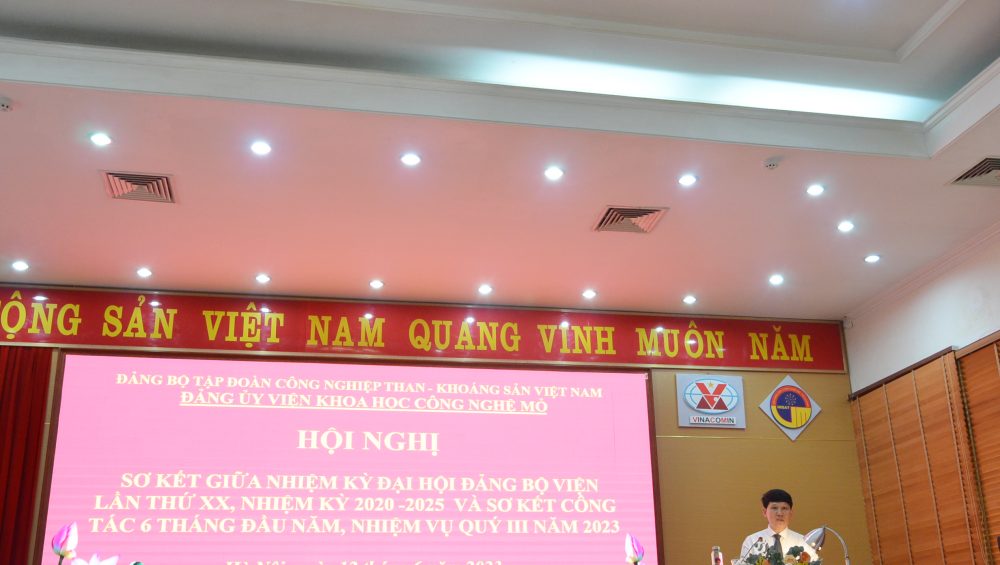 ỘNG SẢN VIỆT NAM QUANG VINH MUÔN NĂM
ĐẢNG BỘ TẬP ĐOÀN CÔNG NGHIỆP THAN - KHOÁNG SẢN VIỆT NAM
ĐẢNG ỦY VIỆN KHOA HỌC CÔNG NGHỆ MỎ
HỘI NGHỊ
SƠ KẾT GIỮA NHIỆM KỲ ĐẠI HỘI ĐẢNG BỘ VIỆN
LẦN THỨ XX, NHIỆM KỲ 2020 -2025 VÀ SƠ KẾT CÔNG
TÁC 6 THÁNG ĐẦU NĂM, NHIỆM VỤ QUÝ III NĂM 2023
VINACOMIN